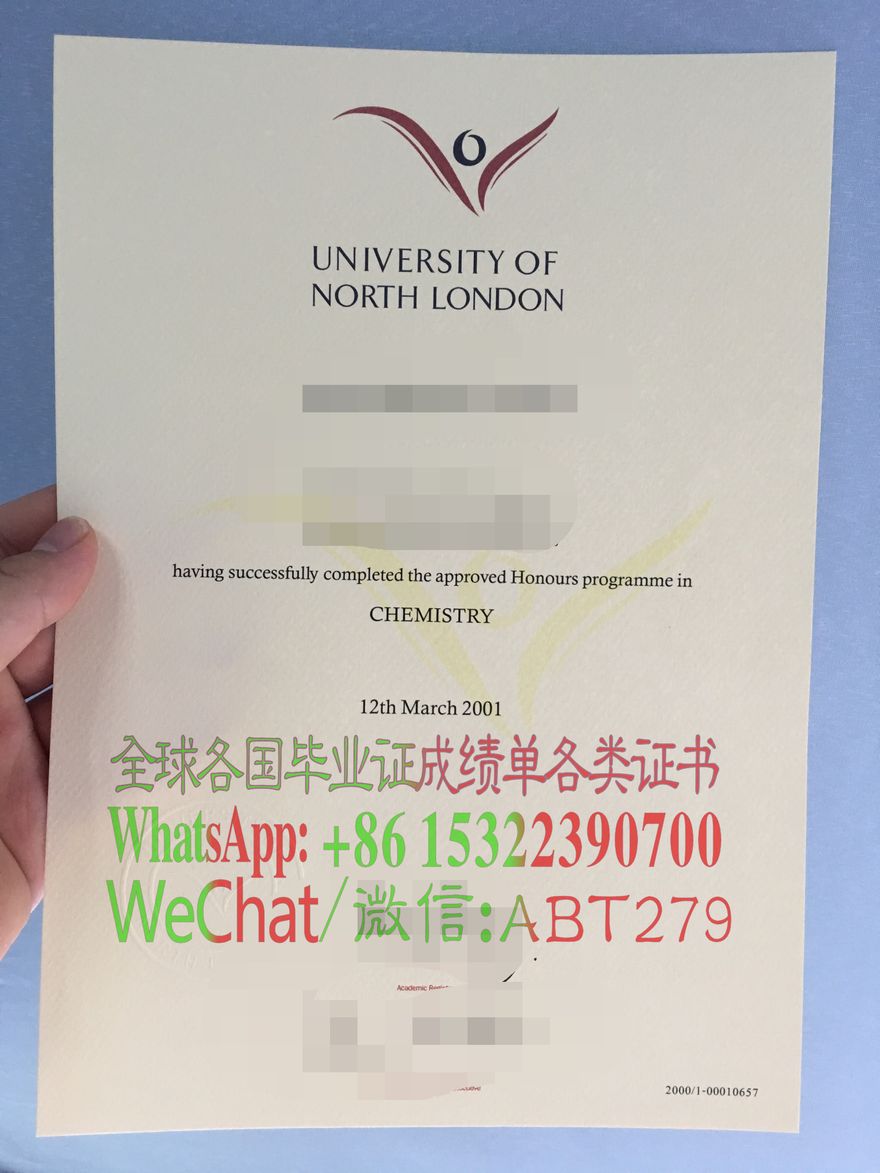 UNIVERSITY OF
NORTH LONDON
having successfully completed the approved Honours programme in
CHEMISTRY
12th March 2001
全球各国毕业证成绩单各类证书
WhatsApp: +86 15322390700
WeChat/微信:ABT279
Academic
2000/1-00010657